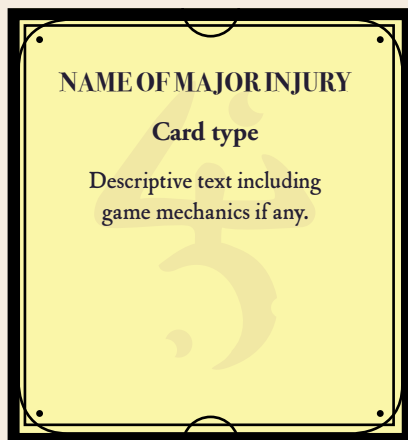 NAME OF MAJOR INJURY
Card type
Descriptive text including
game mechanics if any.